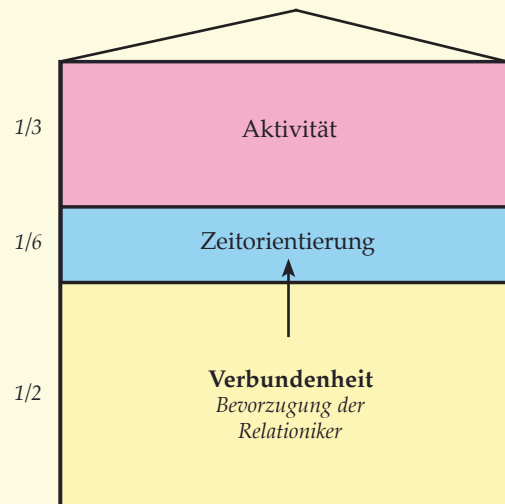 1/3
Aktivität
1/6
Zeitorientierung
1/2
Verbundenheit
Bevorzugung der
Relationiker